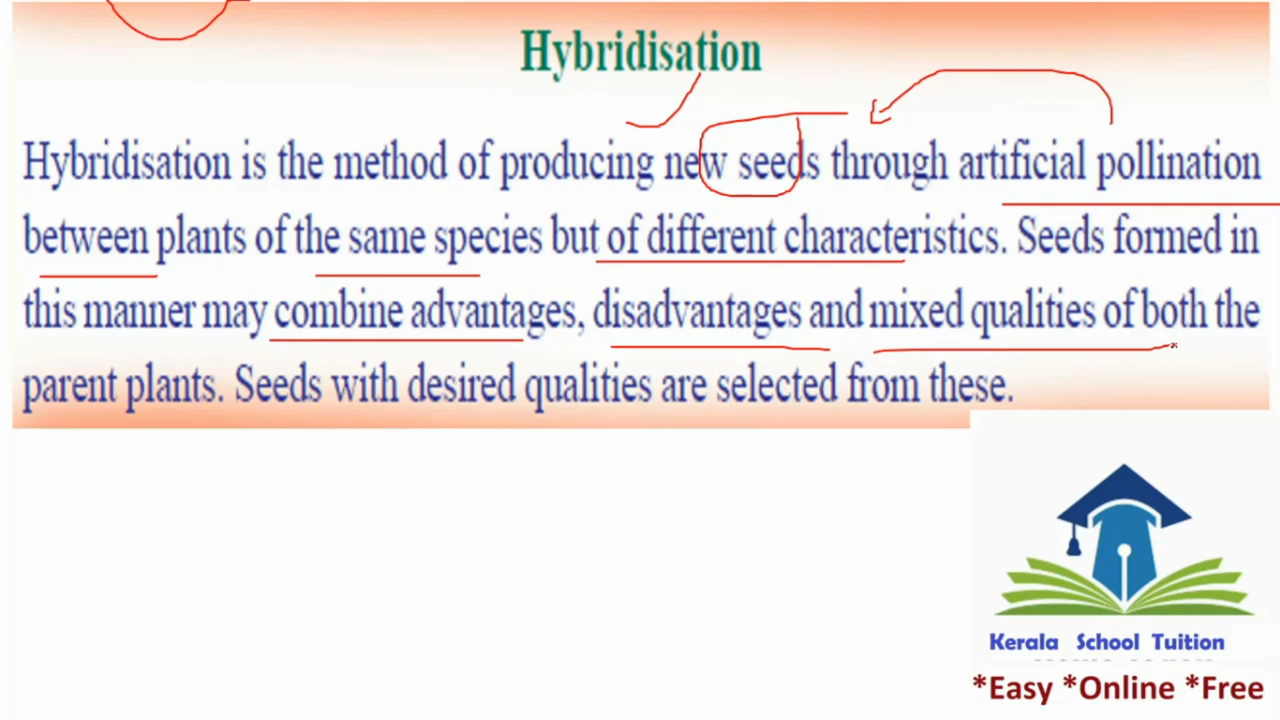 Hybridisation
Hybridisation is the method of producing new seeds through artificial pollination
between plants of the same species but of different characteristics. Seeds formed in
this manner may combine advantages, disadvantages and mixed qualities of both the
parent plants. Seeds with desired qualities are selected from these.
Kerala School Tuition
*Easy *Online *Free